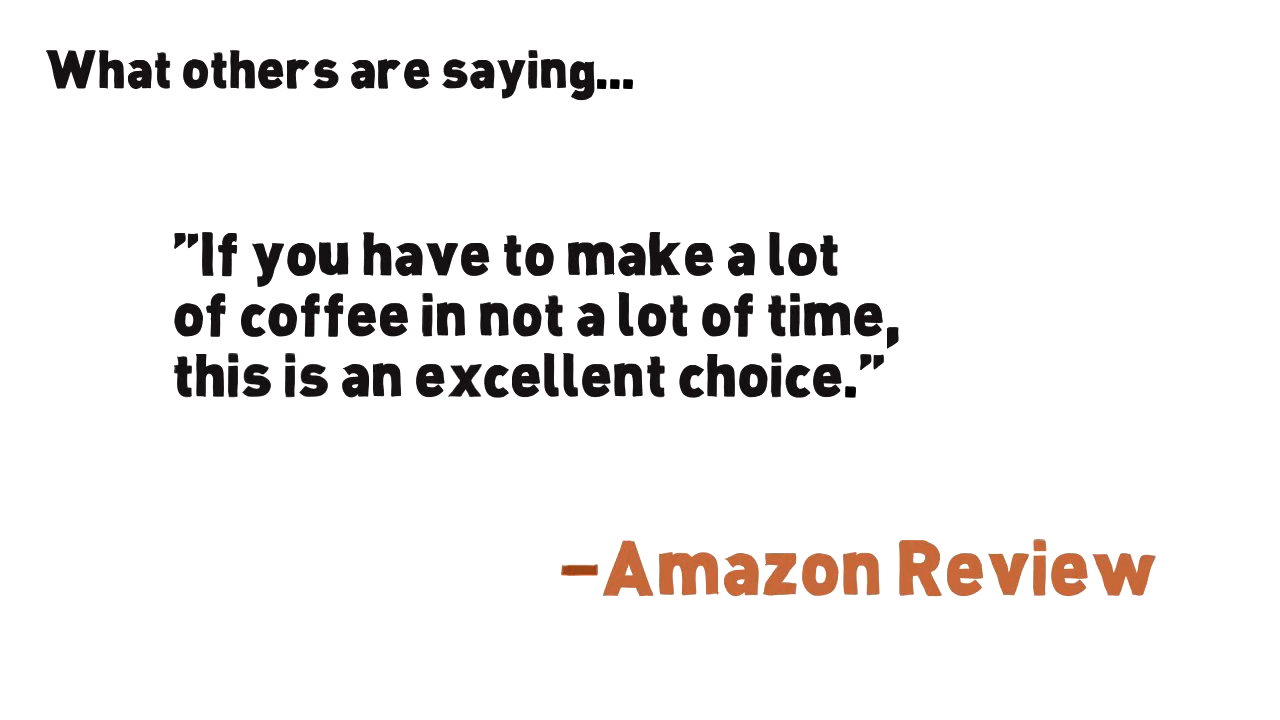 What others are saying...
”If you have to make a lot
of coffee in not a lot of time,
this is an excellent choice.”
–Amazon Review